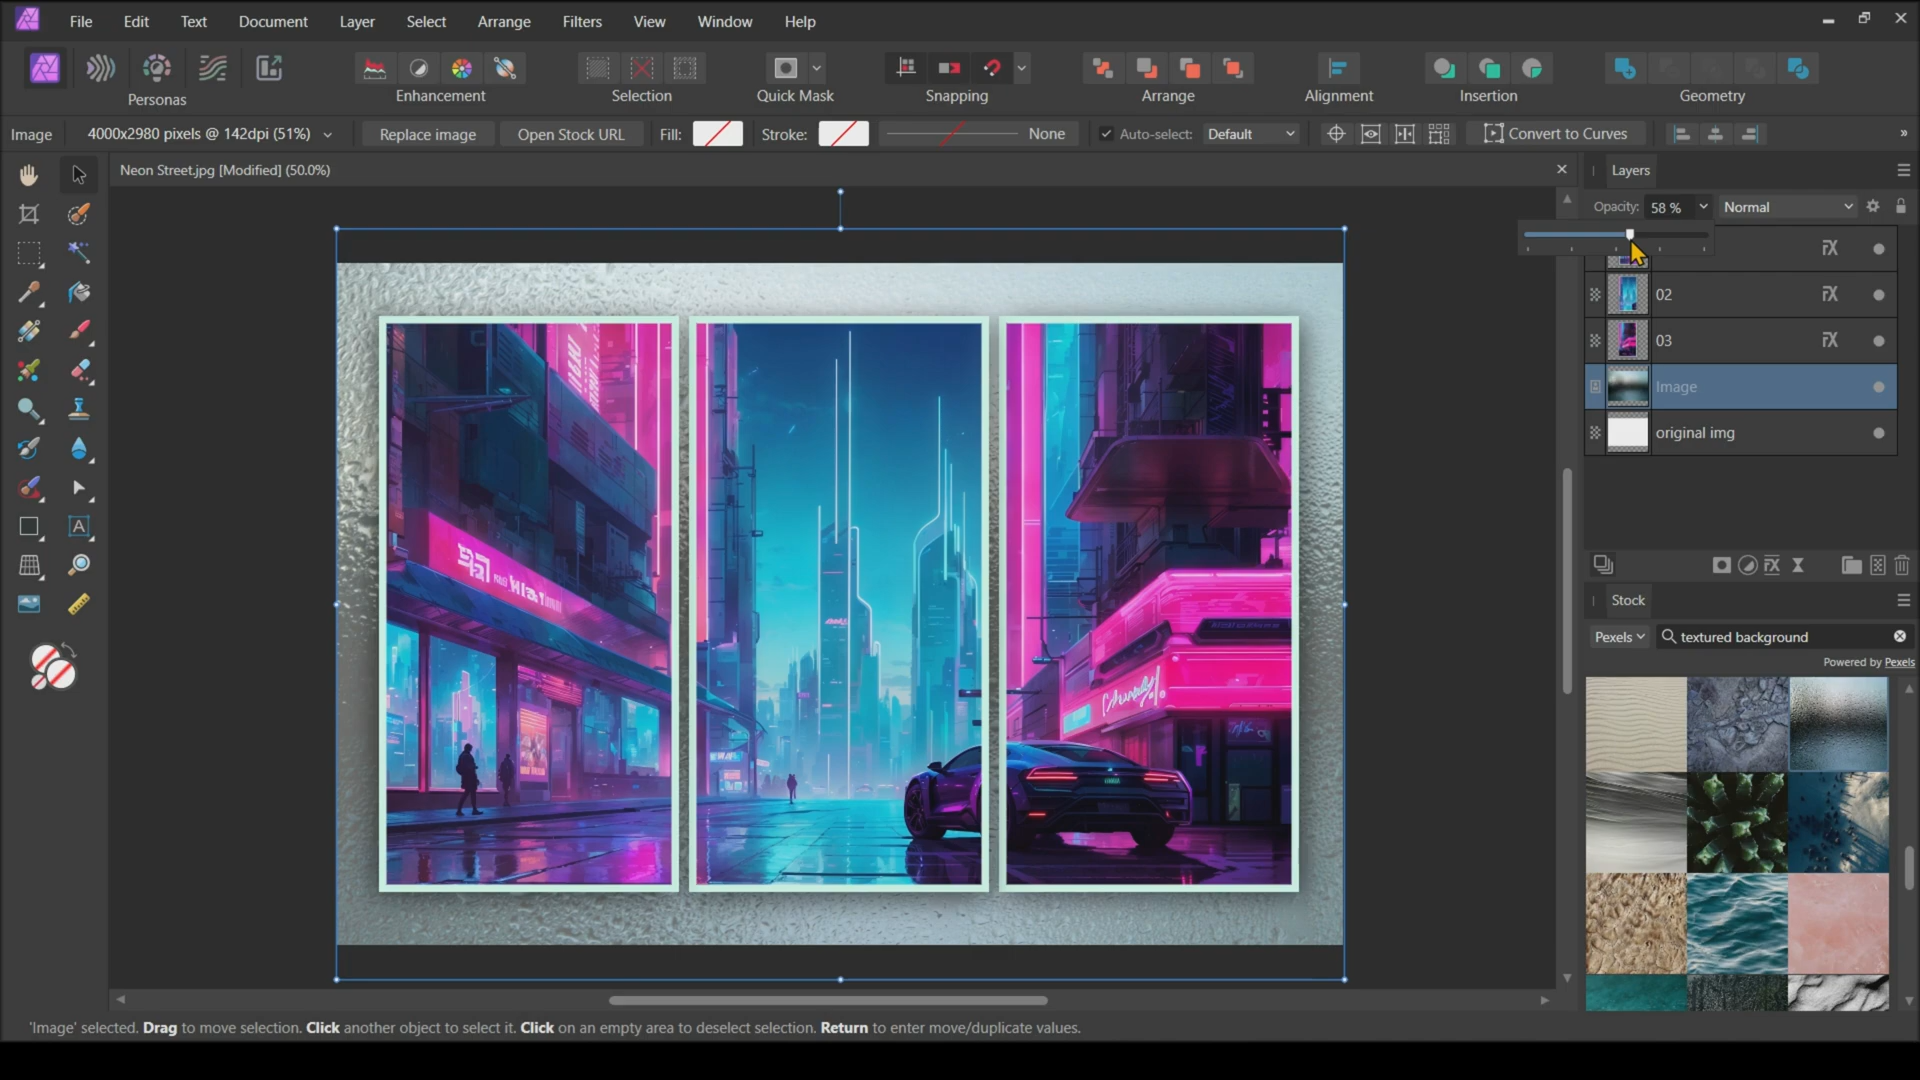 File Edit Text Document Layer Select Arrange Filters View Window Help
Enhancement Selection Quick Mask Snapping Arrange Alignment Insertion Geometry
Persona
Image 4000x2980 pixels @ 142dpi (51%) Replace image Open Stock URL Fill: Stroke: None Auto-select: Default Convert to Curves
Neon Street.jpg [Modified] (50.0%)
Layers
Opacity: 58 % Normal
02
03
Image
original img
Stock
Pexels textured background
Powered by Pexels
'Image' selected. Drag to move selection. Click another object to select it. Click on an empty area to deselect selection. Return to enter move/duplicate values.